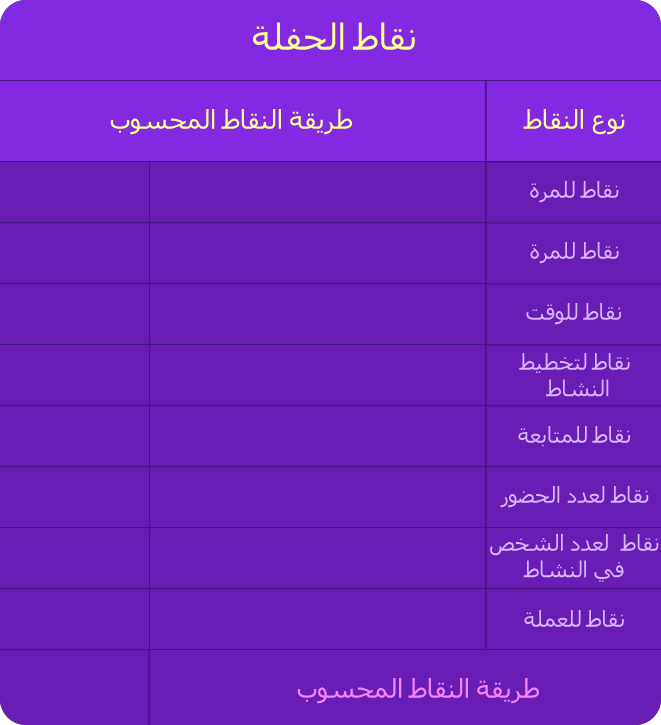 نقاط الحفلة
نوع النقاط
طريقة النقاط المحسوب
نقاط للمرة
نقاط للمرة
نقاط للوقت
نقاط لتخطيط
النشاط
نقاط للمتابعة
نقاط لعدد الحضور
نقاط لعدد الشخص
في النشاط
نقاط للعملة
طريقة النقاط المحسوب